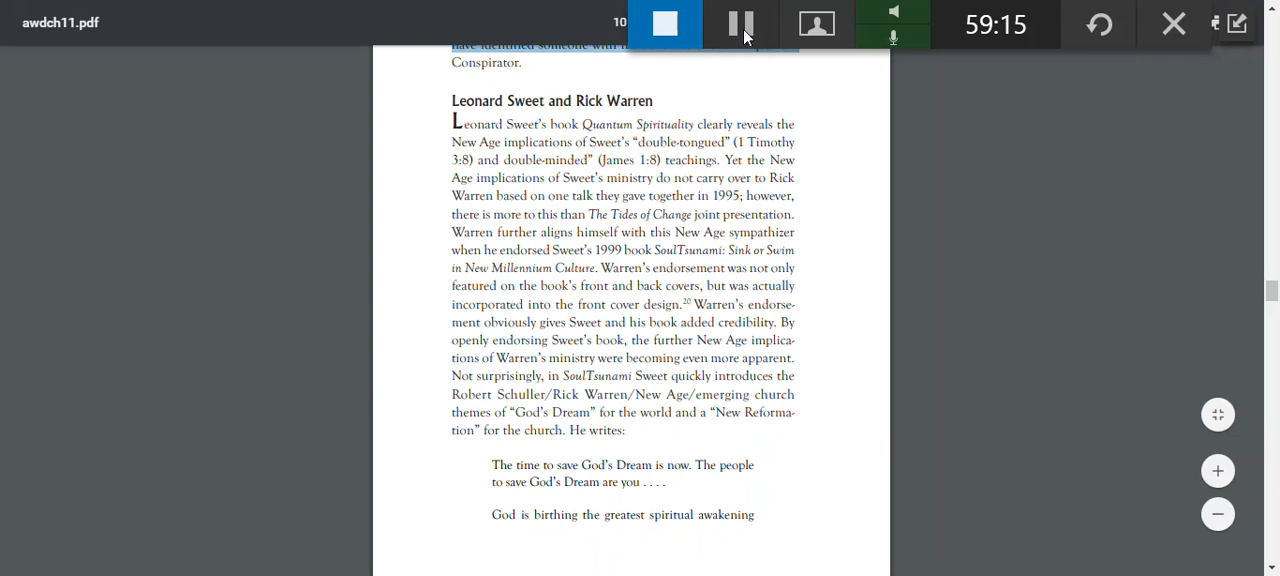 awdch11.pdf
10
59:15
Conspirator.
Leonard Sweet and Rick Warren
Leonard Sweet's book Quantum Spirituality clearly reveals the
New Age implications of Sweet's “double-tongued” (1 Timothy
3:8) and double-minded” (James 1:8) teachings. Yet the New
Age implications of Sweet's ministry do not carry over to Rick
Warren based on one talk they gave together in 1995; however,
there is more to this than The Tides of Change joint presentation.
Warren further aligns himself with this New Age sympathizer
when he endorsed Sweet's 1999 book SoulTsunami: Sink or Swim
in New Millennium Culture. Warren's endorsement was not only
featured on the book's front and back covers, but was actually
incorporated into the front cover design.20 Warren's endorse-
ment obviously gives Sweet and his book added credibility. By
openly endorsing Sweet's book, the further New Age implica-
tions of Warren's ministry were becoming even more apparent.
Not surprisingly, in SoulTsunami Sweet quickly introduces the
Robert Schuller/Rick Warren/New Age/emerging church
themes of “God's Dream” for the world and a “New Reforma-
tion” for the church. He writes:
The time to save God's Dream is now. The people
to save God's Dream are you . . . .
God is birthing the greatest spiritual awakening